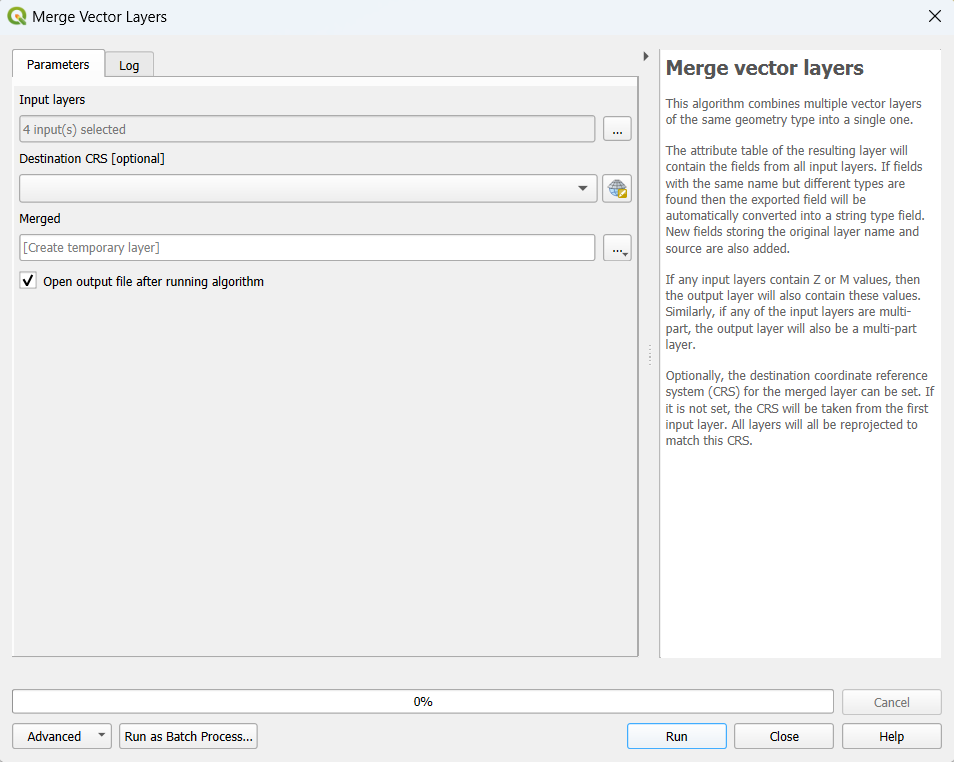 Merge Vector Layers
Parameters
Log
Input layers
4 input(s) selected
...
Destination CRS [optional]
Merged
[Create temporary layer]
...
Open output file after running algorithm
Merge vector layers
This algorithm combines multiple vector layers
of the same geometry type into a single one.
The attribute table of the resulting layer will
contain the fields from all input layers. If fields
with the same name but different types are
found then the exported field will be
automatically converted into a string type field.
New fields storing the original layer name and
source are also added.
If any input layers contain Z or M values, then
the output layer will also contain these values.
Similarly, if any of the input layers are multi-
part, the output layer will also be a multi-part
layer.
Optionally, the destination coordinate reference
system (CRS) for the merged layer can be set. If
it is not set, the CRS will be taken from the first
input layer. All layers will all be reprojected to
match this CRS.
0%
Cancel
Advanced
Run as Batch Process...
Run
Close
Help